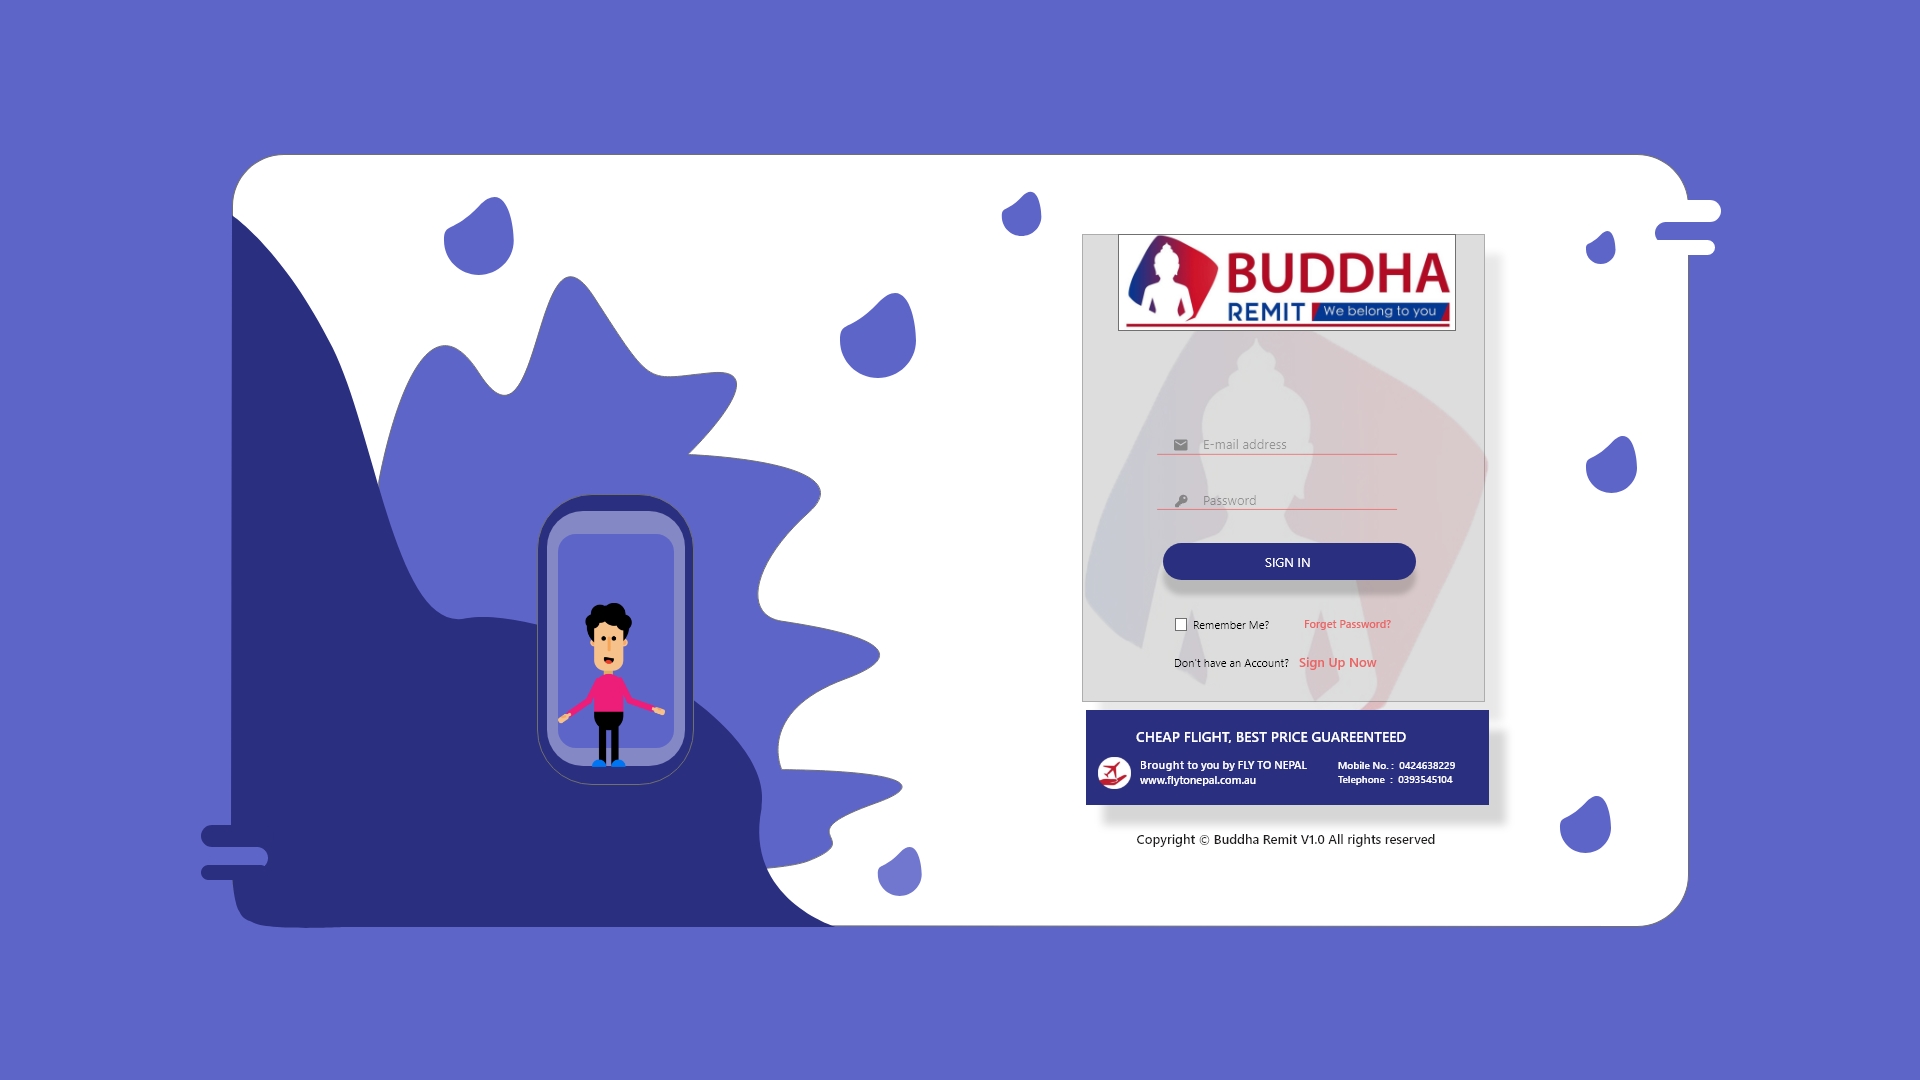 BUDDHA
REMIT We belong to you
E-mail address
Password
SIGN IN
Remember Me? Forget Password?
Don't have an Account? Sign Up Now
CHEAP FLIGHT, BEST PRICE GUAREENTEED
Brought to you by FLY TO NEPAL Mobile No. : 0424638229
www.flytonepal.com.au Telephone : 0393545104
Copyright © Buddha Remit V1.0 All rights reserved